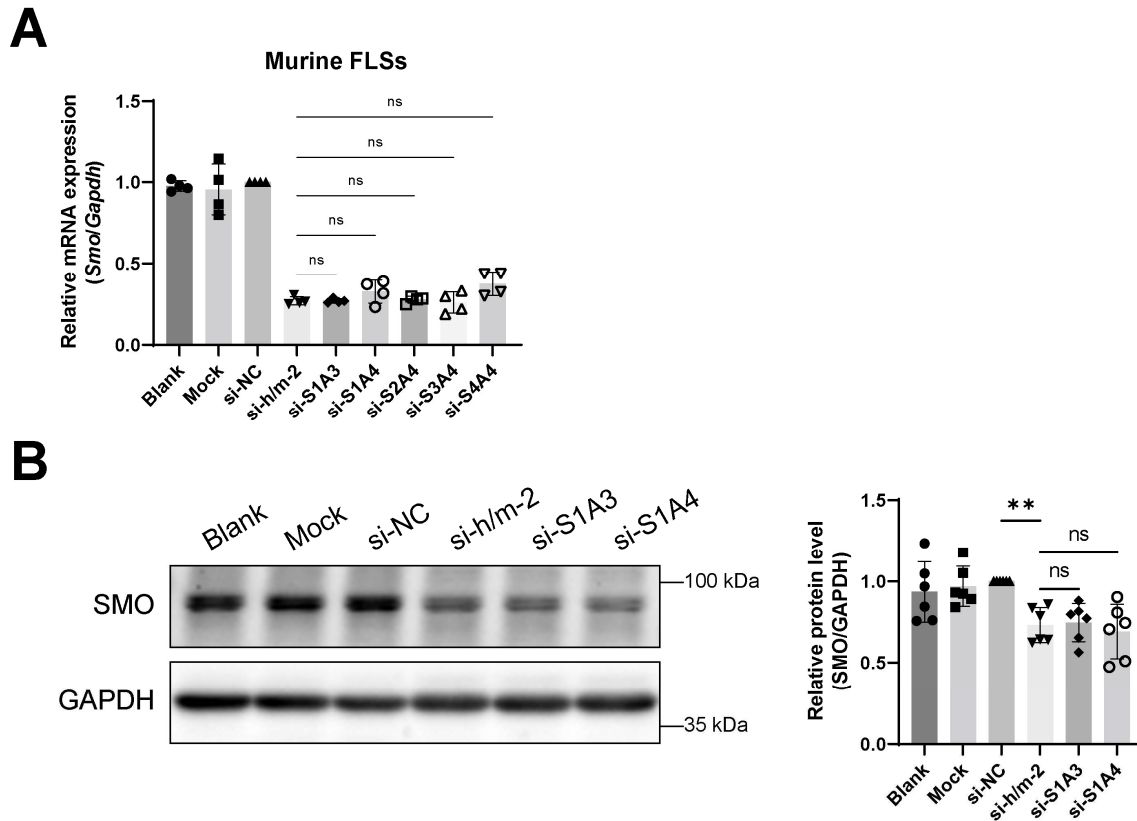 A
Murine FLSs
Relative mRNA expression
(Smo/Gapdh)
1.5
1.0
0.5
0.0
ns
ns
ns
ns
ns
Blank
Mock
si-NC
si-h/m-2
si-S1A3
si-S1A4
si-S2A4
si-S3A4
si-S4A4
B
Blank
Mock
si-NC
si-h/m-2
si-S1A3
si-S1A4
SMO
100 kDa
GAPDH
35 kDa
Relative protein level
(SMO/GAPDH)
1.5
1.0
0.5
0.0
**
ns
ns
Blank
Mock
si-NC
si-h/m-2
si-S1A3
si-S1A4